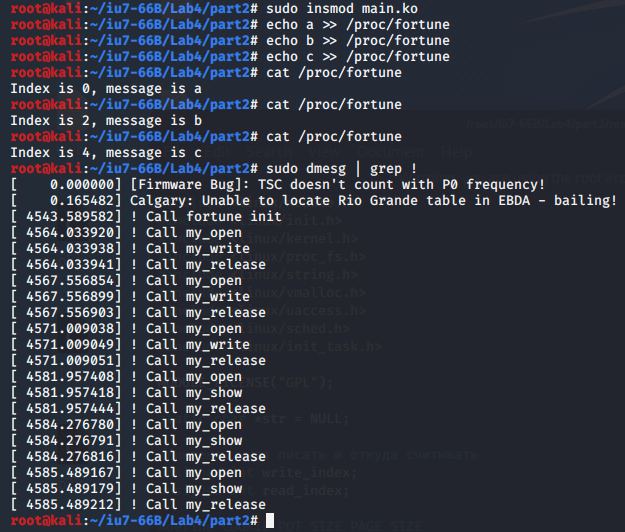 root@kali:~/iu7-66B/Lab4/part2# sudo insmod main.ko
root@kali:~/iu7-66B/Lab4/part2# echo a >> /proc/fortune
root@kali:~/iu7-66B/Lab4/part2# echo b >> /proc/fortune
root@kali:~/iu7-66B/Lab4/part2# echo c >> /proc/fortune
root@kali:~/iu7-66B/Lab4/part2# cat /proc/fortune
Index is 0, message is a
root@kali:~/iu7-66B/Lab4/part2# cat /proc/fortune
Index is 2, message is b
root@kali:~/iu7-66B/Lab4/part2# cat /proc/fortune
Index is 4, message is c
root@kali:~/iu7-66B/Lab4/part2# sudo dmesg | grep !
[    0.000000] [Firmware Bug]: TSC doesn't count with P0 frequency!
[    0.165482] Calgary: Unable to locate Rio Grande table in EBDA - bailing!
[ 4543.589582] ! Call fortune init
[ 4564.033920] ! Call my_open
[ 4564.033938] ! Call my_write
[ 4564.033941] ! Call my_release
[ 4567.556854] ! Call my_open
[ 4567.556899] ! Call my_write
[ 4567.556903] ! Call my_release
[ 4571.009038] ! Call my_open
[ 4571.009049] ! Call my_write
[ 4571.009051] ! Call my_release
[ 4581.957408] ! Call my_open
[ 4581.957418] ! Call my_show
[ 4581.957444] ! Call my_release
[ 4584.276780] ! Call my_open
[ 4584.276791] ! Call my_show
[ 4584.276816] ! Call my_release
[ 4585.489167] ! Call my_open
[ 4585.489179] ! Call my_show
[ 4585.489212] ! Call my_release
root@kali:~/iu7-66B/Lab4/part2#